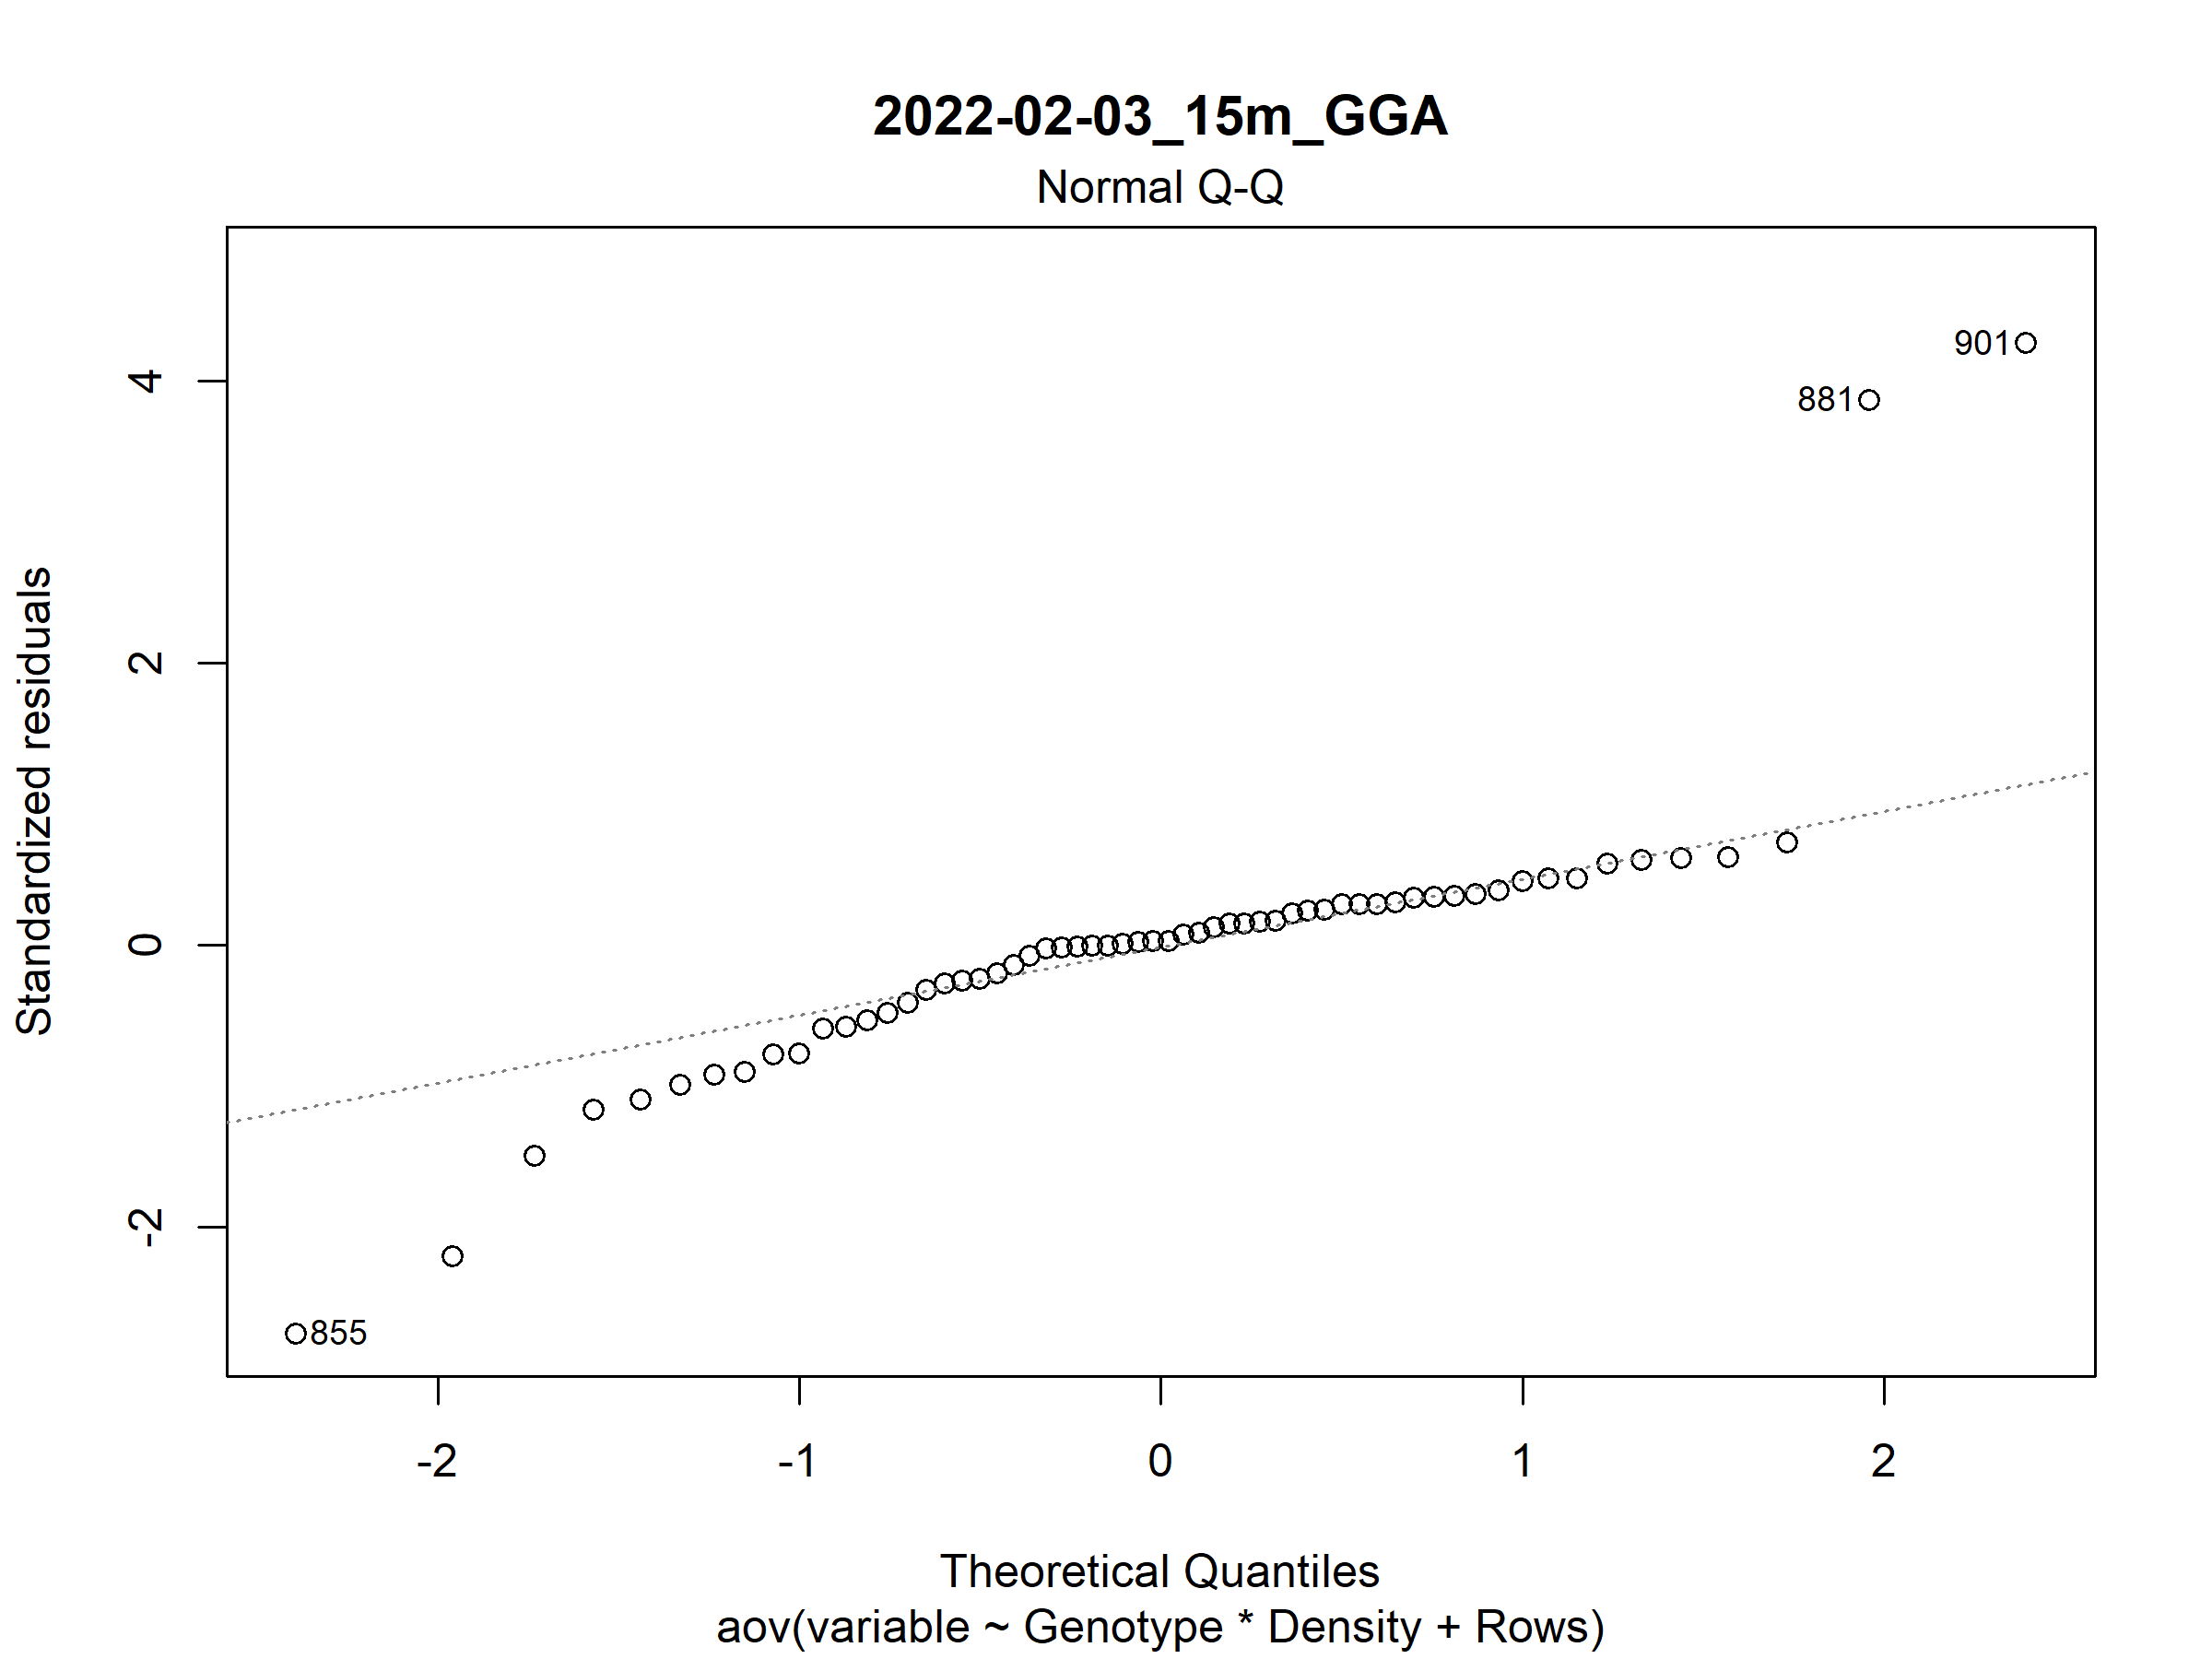 2022-02-03_15m_GGA
Normal Q-Q
901
881
4
2
0
-2
Standardized residuals
855
-2 -1 0 1 2
Theoretical Quantiles
aov(variable ~ Genotype * Density + Rows)